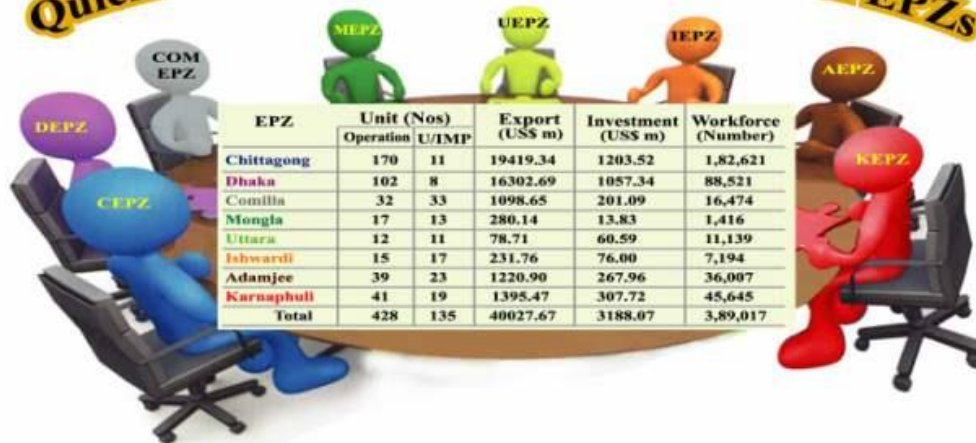 Quic
EPZs
MEPZ
UEPZ
IEPZ
COM
EPZ
AEPZ
DEPZ
KEPZ
CEPZ
EPZ Unit (Nos) Export (US$ m) Investment (US$ m) Workforce (Number)
Operation U/IMP
Chittagong 170 11 19419.34 1203.52 1,82,621
Dhaka 102 8 16302.69 1057.34 88,521
Comilla 32 33 1098.65 201.09 16,474
Mongla 17 13 280.14 13.83 1,416
Uttara 12 11 78.71 60.59 11,139
Ishwardi 15 17 231.76 76.00 7,194
Adamjee 39 23 1220.90 267.96 36,007
Karnaphuli 41 19 1395.47 307.72 45,645
Total 428 135 40027.67 3188.07 3,89,017